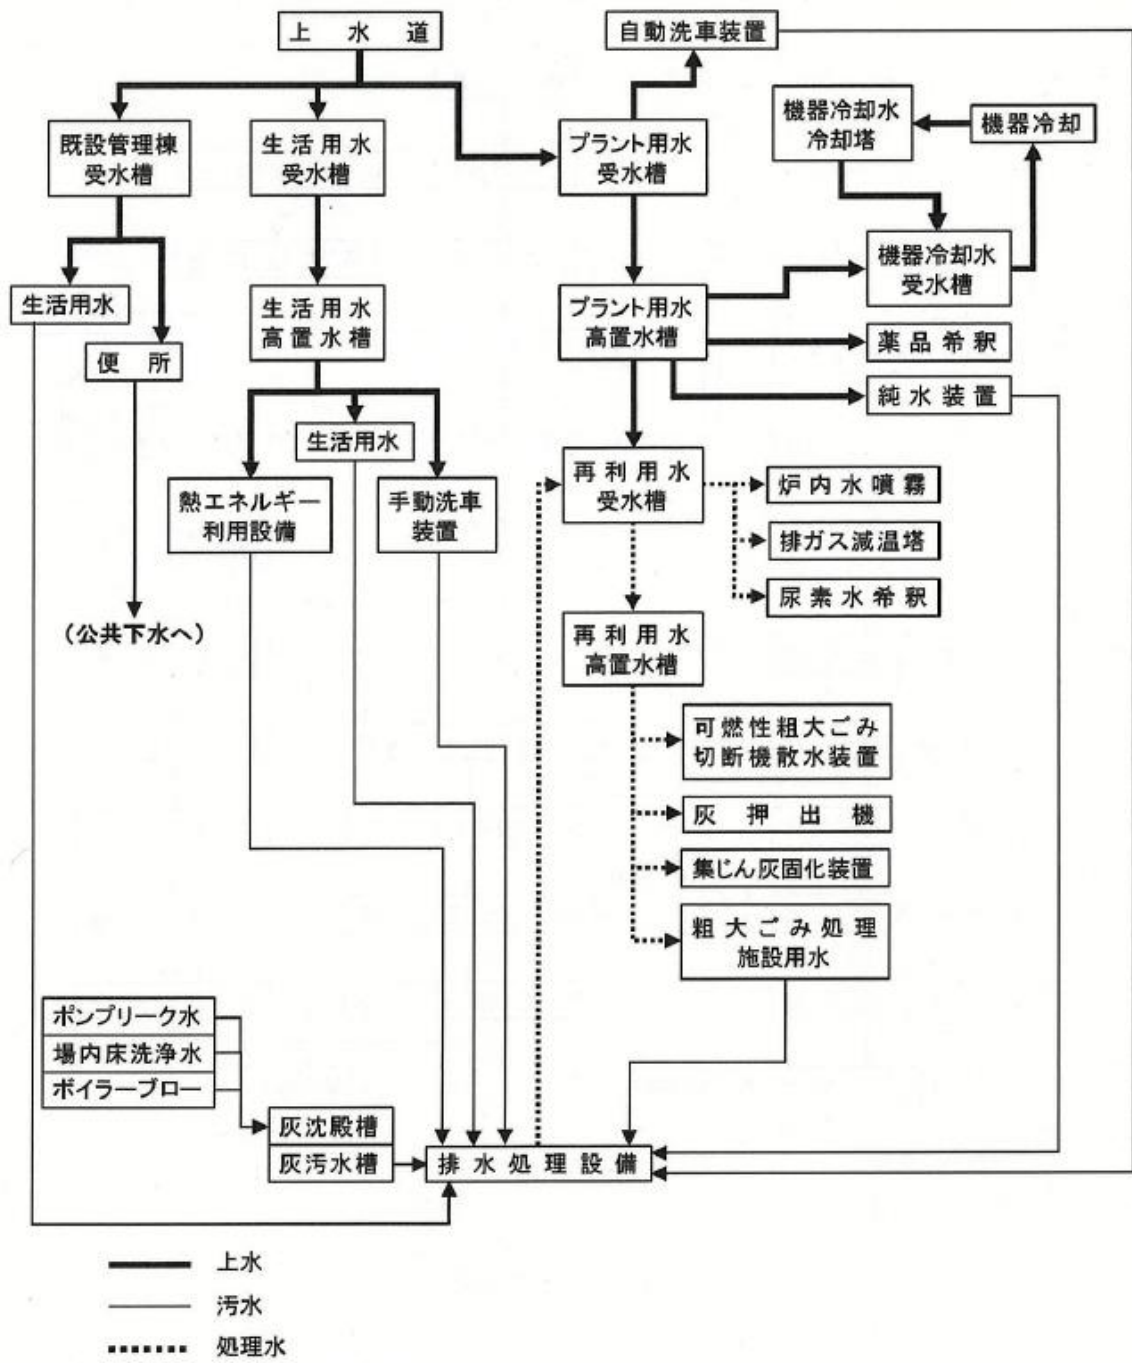 上水道
自動洗車装置
既設管理棟
受水槽
生活用水
受水槽
プラント用水
受水槽
機器冷却水
冷却塔
機器冷却
機器冷却水
受水槽
生活用水
便所
(公共下水へ)
生活用水
高置水槽
プラント用水
高置水槽
薬品希釈
純水装置
生活用水
熱エネルギー
利用設備
手動洗車
装置
再利用水
受水槽
炉内水噴霧
排ガス減温塔
尿素水希釈
再利用水
高置水槽
可燃性粗大ごみ
切断機散水装置
灰押出機
集じん灰固化装置
粗大ごみ処理
施設用水
ポンプリーク水
場内床洗浄水
ボイラーブロー
灰沈殿槽
灰汚水槽
排水処理設備
上水
汚水
処理水